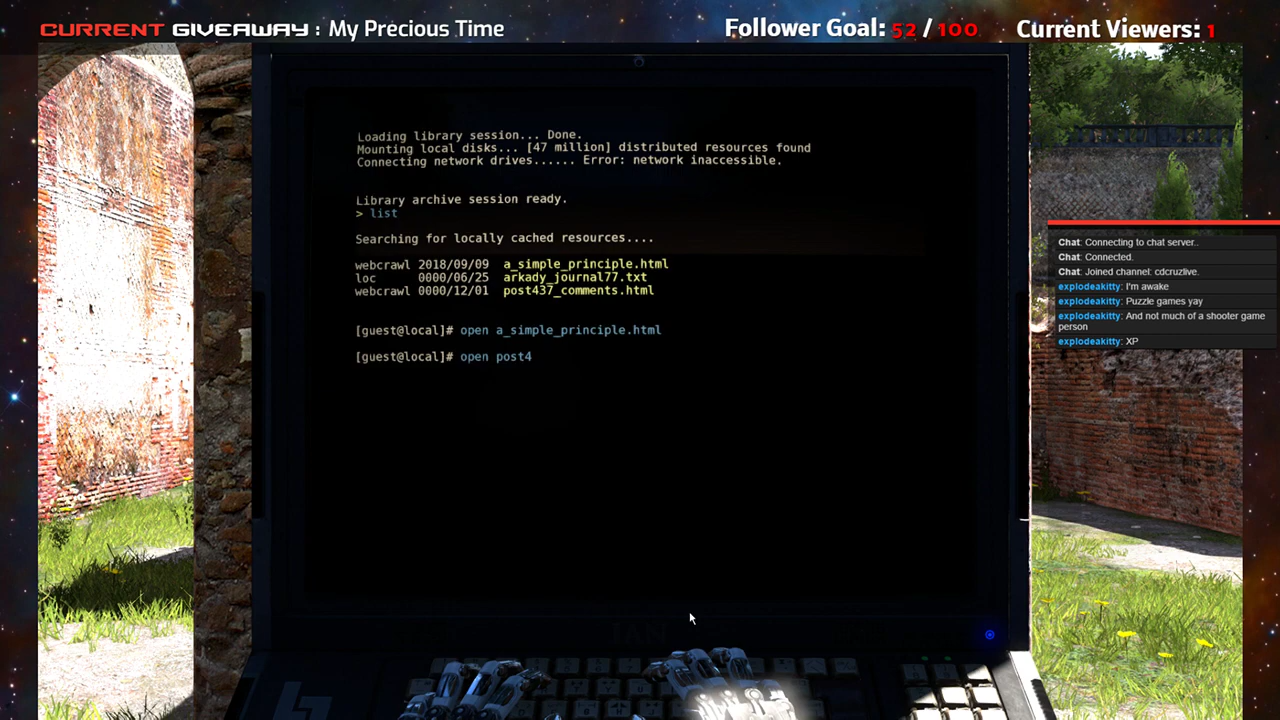 CURRENT GIVEAWAY : My Precious Time
Follower Goal: 52 / 100
Current Viewers: 1
Loading library session... Done.
Mounting local disks... [47 million] distributed resources found
Connecting network drives...... Error: network inaccessible.
Library archive session ready.
> list
Searching for locally cached resources....
webcrawl 2018/09/09 a_simple_principle.html
loc 0000/06/25 arkady_journal77.txt
webcrawl 0000/12/01 post437_comments.html
[guest@local]# open a_simple_principle.html
[guest@local]# open post4
Chat: Connecting to chat server..
Chat: Connected.
Chat: Joined channel: cdcruzlive.
explodeakitty: I'm awake
explodeakitty: Puzzle games yay
explodeakitty: And not much of a shooter game
person
explodeakitty: XP